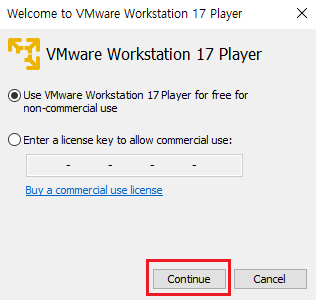 Welcome to VMware Workstation 17 Player
VMware Workstation 17 Player
Use VMware Workstation 17 Player for free for
non-commercial use
Enter a license key to allow commercial use:
- - - -
Buy a commercial use license
Continue Cancel